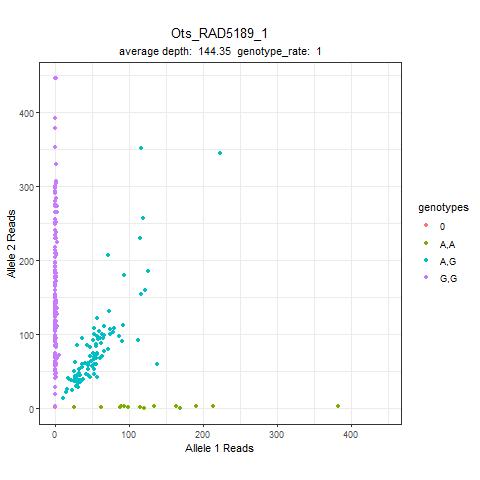 Ots_RAD5189_1
average depth: 144.35 genotype_rate: 1
Allele 2 Reads
400
300
200
100
0
0
100
200
300
400
Allele 1 Reads
genotypes
0
A,A
A,G
G,G